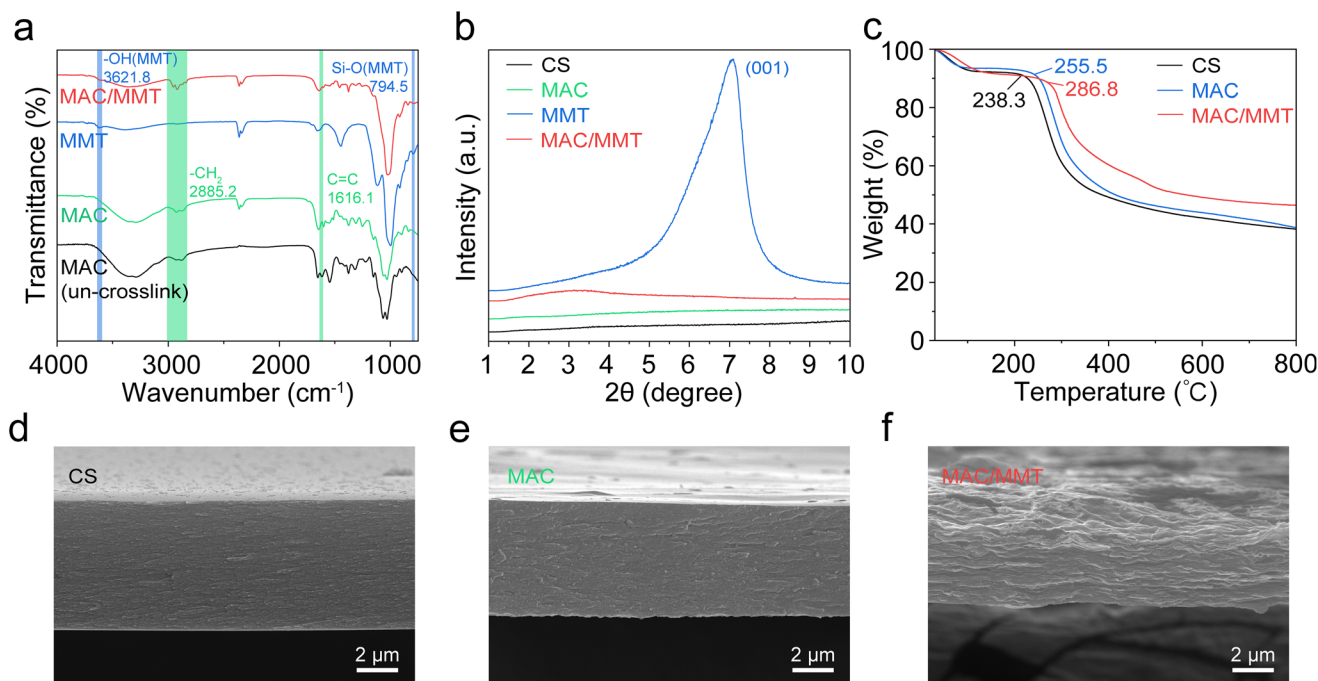 a
-OH(MMT)
3621.8
Si-O(MMT)
794.5
MAC/MMT
MMT
-CH₂
2885.2
C=C
1616.1
MAC
MAC
(un-crosslink)
Transmittance (%)
4000
3000
2000
1000
Wavenumber (cm⁻¹)
b
CS
MAC
MMT
MAC/MMT
(001)
Intensity (a.u.)
1
2
3
4
5
6
7
8
9
10
2θ (degree)
c
100
80
60
40
20
0
238.3
255.5
286.8
CS
MAC
MAC/MMT
Weight (%)
200
400
600
800
Temperature (°C)
d
CS
2 μm
e
MAC
2 μm
f
MAC/MMT
2 μm